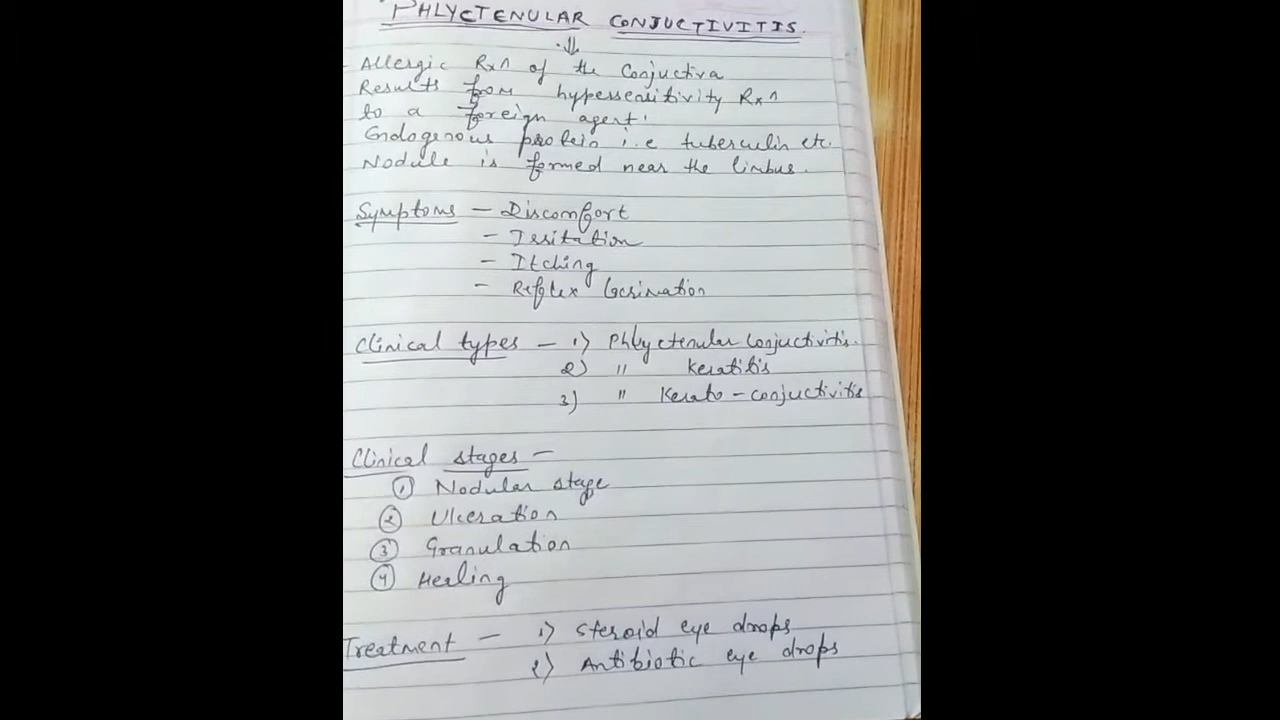 PHLYCTENULAR CONJUCTIVITIS.
- Allergic Rxn of the Conjuctiva
Results from hypersensitivity Rxn
to a foreign agent.
Endogenous protein i.e tuberculin etc.
Nodule is formed near the limbus.
Symptoms - Discomfort
- Irritation
- Itching
- Reflex lacrimation
Clinical types - 1) Phlyctenular Conjuctivitis.
2) " Keratitis
3) " Kerato - conjuctivitis
Clinical stages -
① Nodular stage
② Ulceration
③ Granulation
④ Healing
Treatment - 1) Steroid eye drops
2) Antibiotic eye drops